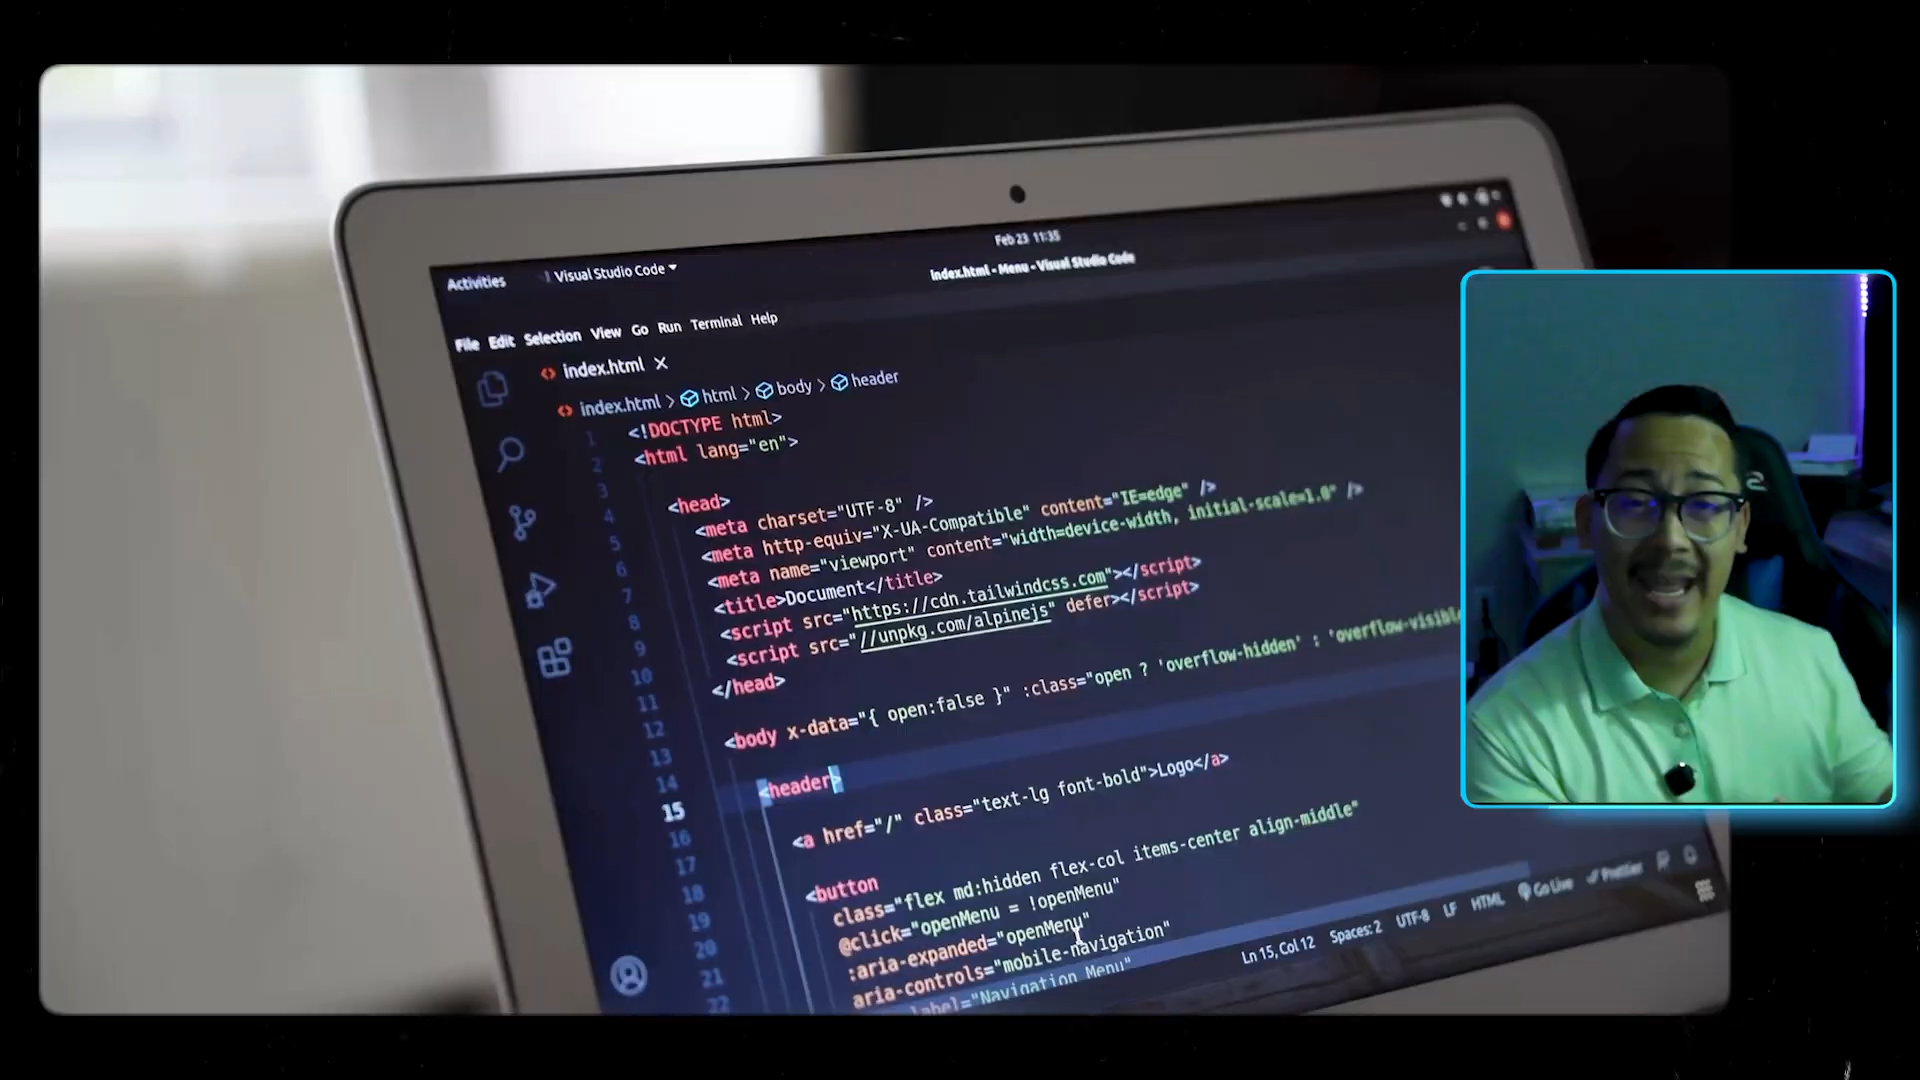 Feb 23 11:35
Activities
Visual Studio Code
Index.html - Menu - Visual Studio Code
File Edit Selection View Go Run Terminal Help
index.html
index.html > html > body > header
1 <!DOCTYPE html>
2 <html lang="en">
3
4 <head>
5 <meta charset="UTF-8" />
6 <meta http-equiv="X-UA-Compatible" content="IE=edge" />
7 <meta name="viewport" content="width=device-width, initial-scale=1.0" />
8 <title>Document</title>
9 <script src="https://cdn.tailwindcss.com"></script>
10 <script src="//unpkg.com/alpinejs" defer></script>
11 </head>
12
13 <body x-data="{ open:false }" :class="open ? 'overflow-hidden' : 'overflow-visible
14
15 <header>
16
17 <a href="/" class="text-lg font-bold">Logo</a>
18
19 <button
20 class="flex md:hidden flex-col items-center align-middle"
21 @click="openMenu = !openMenu"
22 :aria-expanded="openMenu"
aria-controls="mobile-navigation"
label="Navigation Menu"
Ln 15, Col 12 Spaces: 2 UTF-8 LF HTML Go Live Prettier